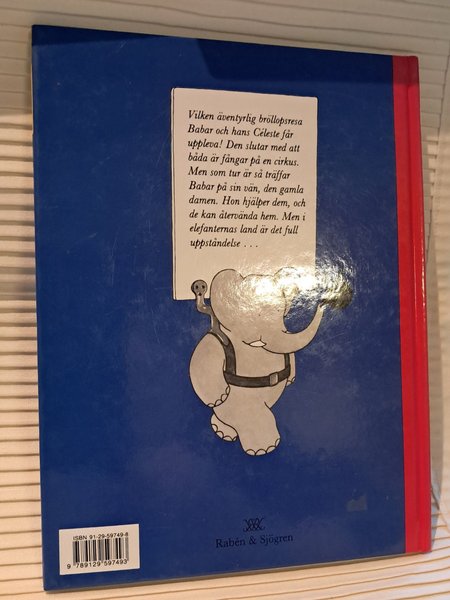 Vilken äventyrlig bröllopsresa
Babar och hans Céleste får
uppleva! Den slutar med att
båda är fångar på en cirkus.
Men som tur är så träffar
Babar på sin vän, den gamla
damen. Hon hjälper dem, och
de kan återvända hem. Men i
elefanternas land är det full
uppståndelse . . .
Rabén & Sjögren
ISBN 91-29-59749-8
9 789129 597493